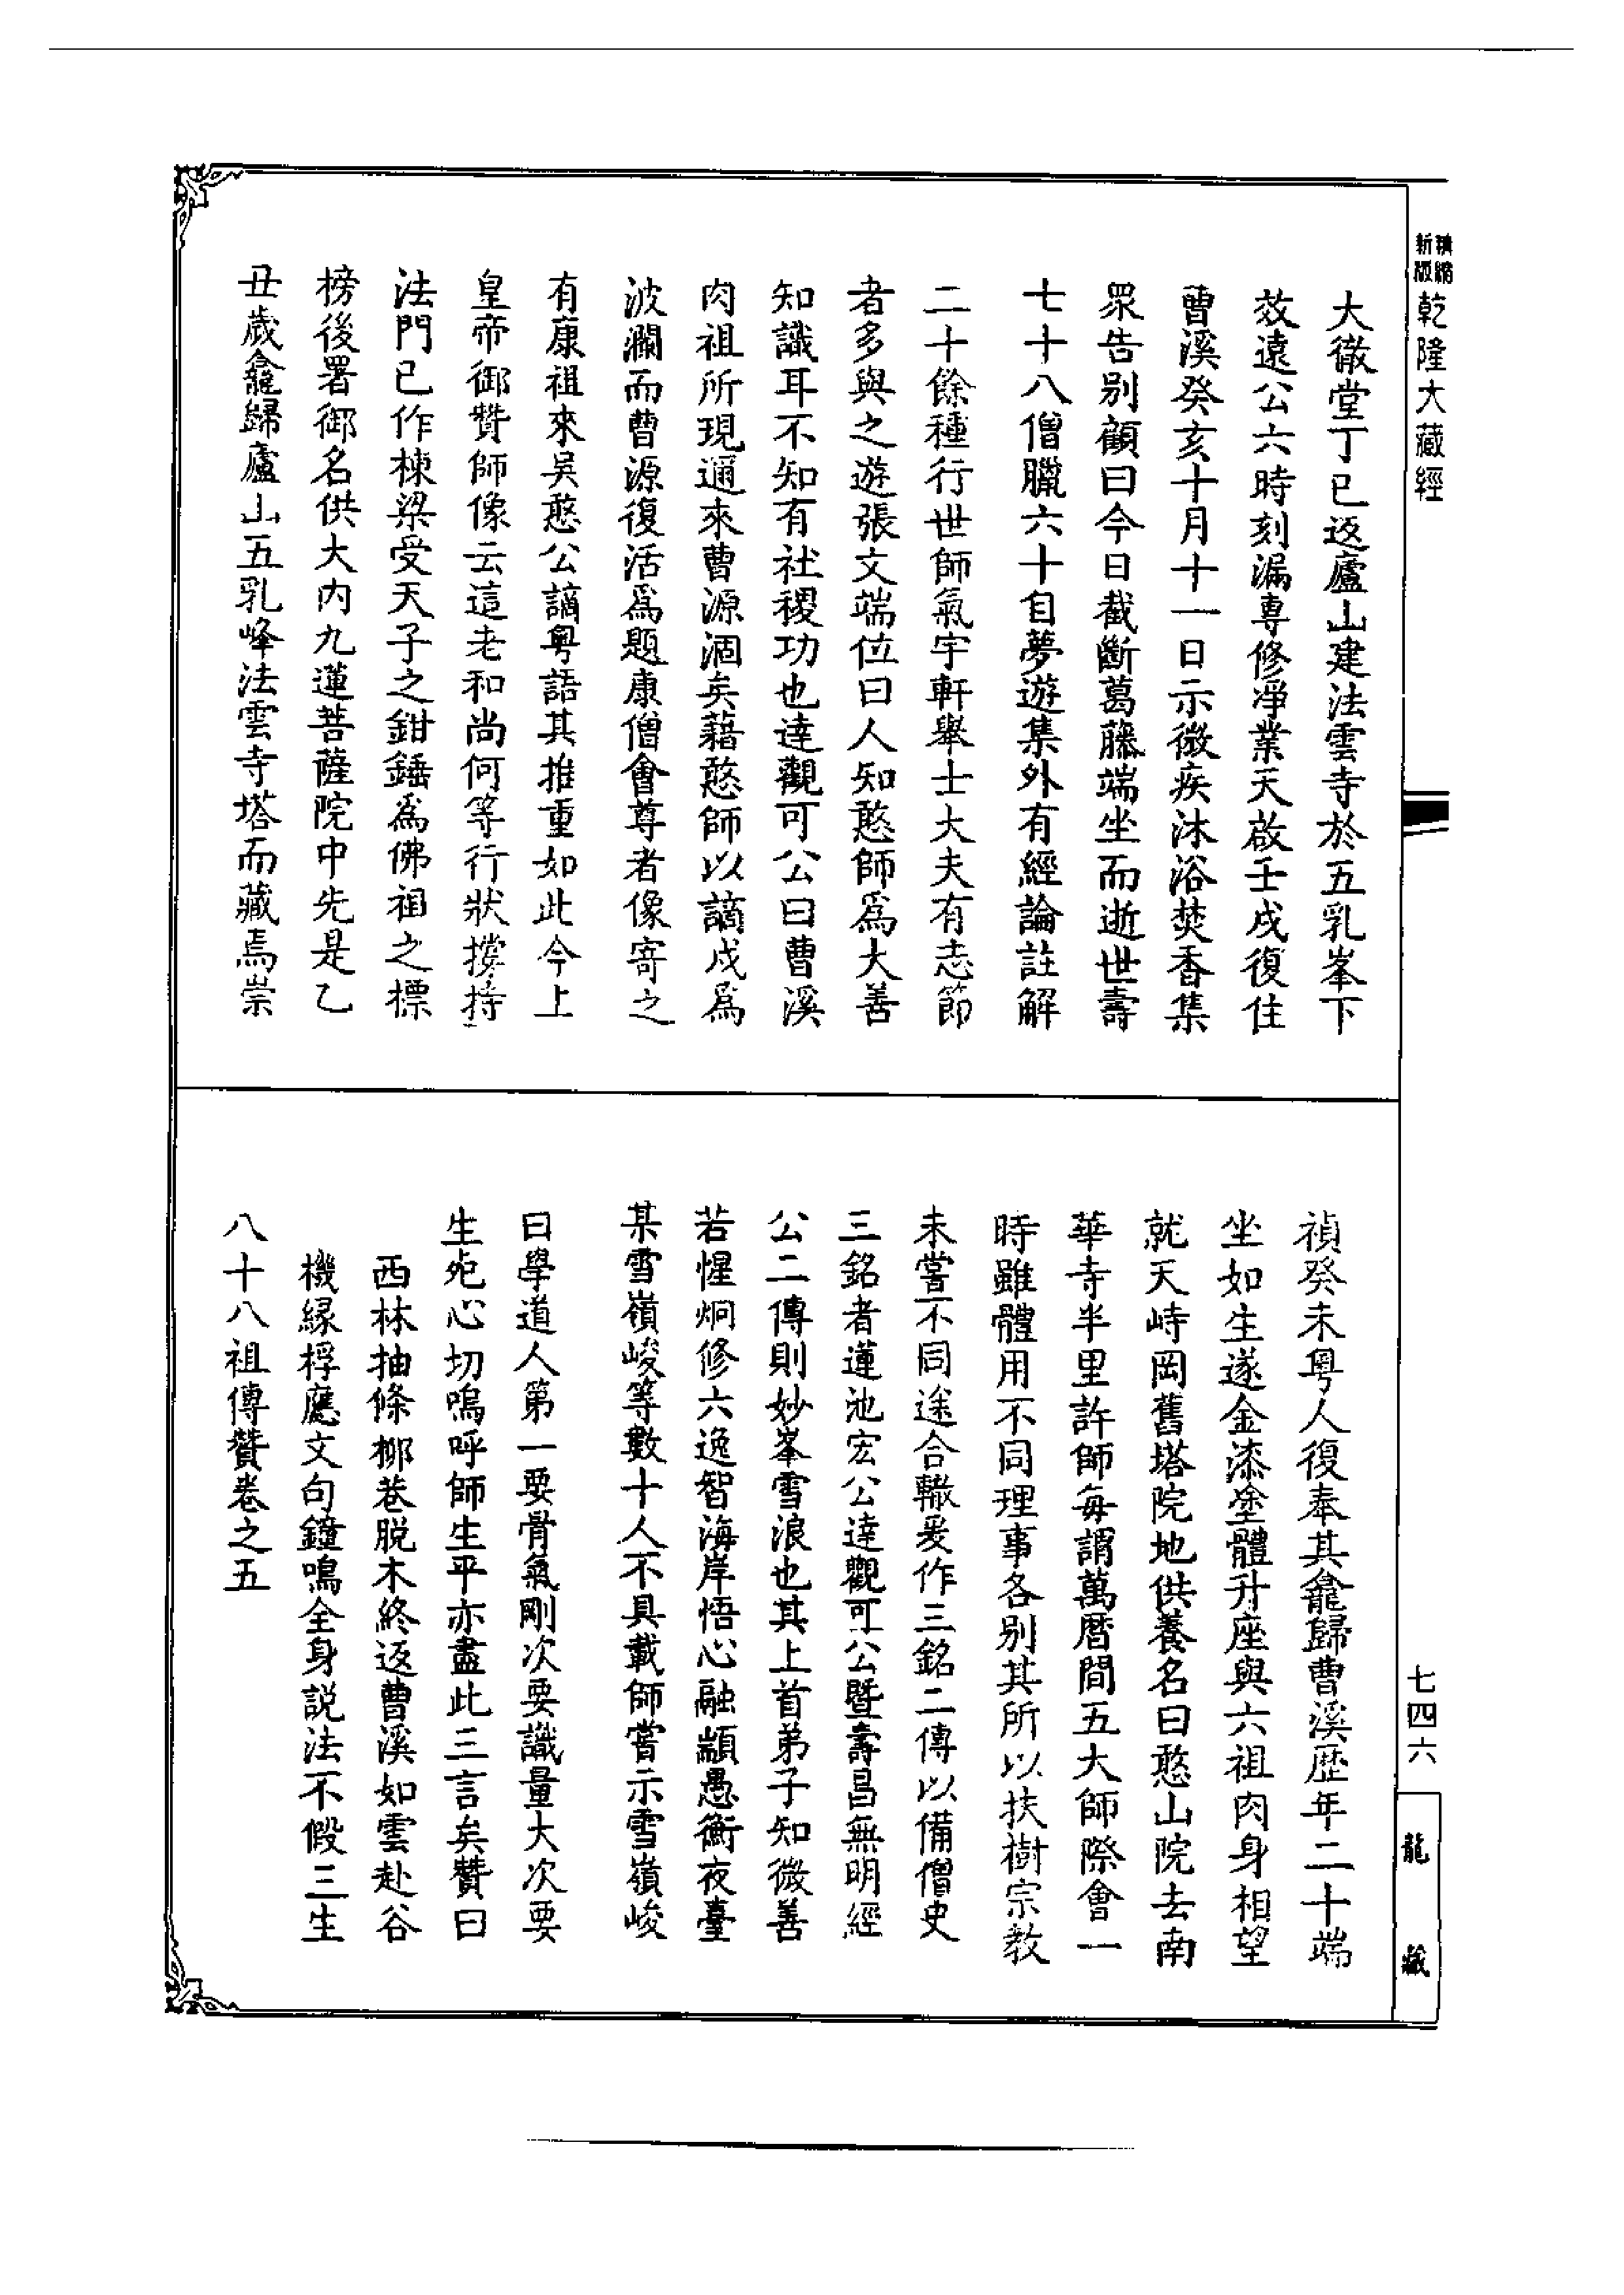 新版
精縮
乾隆大藏經
大徹堂丁巳返廬山建法雲寺於五乳峯下
效遠公六時刻漏專修淨業天啟壬戌復住
曹溪癸亥十月十一日示微疾沐浴焚香集
眾告別顧曰今日截斷葛藤端坐而逝世壽
七十八僧臘六十自夢遊集外有經論註解
二十餘種行世師氣宇軒舉士大夫有志節
者多與之遊張文端位曰人知憨師爲大善
知識耳不知有社稷功也達觀可公曰曹溪
肉祖所現邇來曹源涸矣藉憨師以謫戍爲
波瀾而曹源復活爲題康僧會尊者像寄之
有康祖來吳憨公謫粵語其推重如此今上
皇帝御贊師像云這老和尚何等行狀撐持
法門已作棟梁受天子之鉗錘爲佛祖之標
榜後署御名供大內九蓮菩薩院中先是乙
丑歲龕歸廬山五乳峰法雲寺塔而藏焉崇
禎癸未粵人復奉其龕歸曹溪歷年二十端
坐如生遂金漆塗體升座與六祖肉身相望
就天峙岡舊塔院地供養名曰憨山院去南
華寺半里許師每謂萬曆間五大師際會一
時雖體用不同理事各別其所以扶樹宗教
未嘗不同途合轍爰作三銘二傳以備僧史
三銘者蓮池宏公達觀可公暨壽昌無明經
公二傳則妙峯雪浪也其上首弟子知微善
若惺炯修六逸智海岸悟心融顓愚衡夜臺
某雪嶺峻等數十人不具載師嘗示雪嶺峻
曰學道人第一要骨氣剛次要識量大次要
生死心切嗚呼師生平亦盡此三言矣贊曰
西林抽條柳巷脱木終返曹溪如雲赴谷
機緣桴應文句鐘鳴全身説法不假三生
八十八祖傳贊卷之五
七四六
龍藏